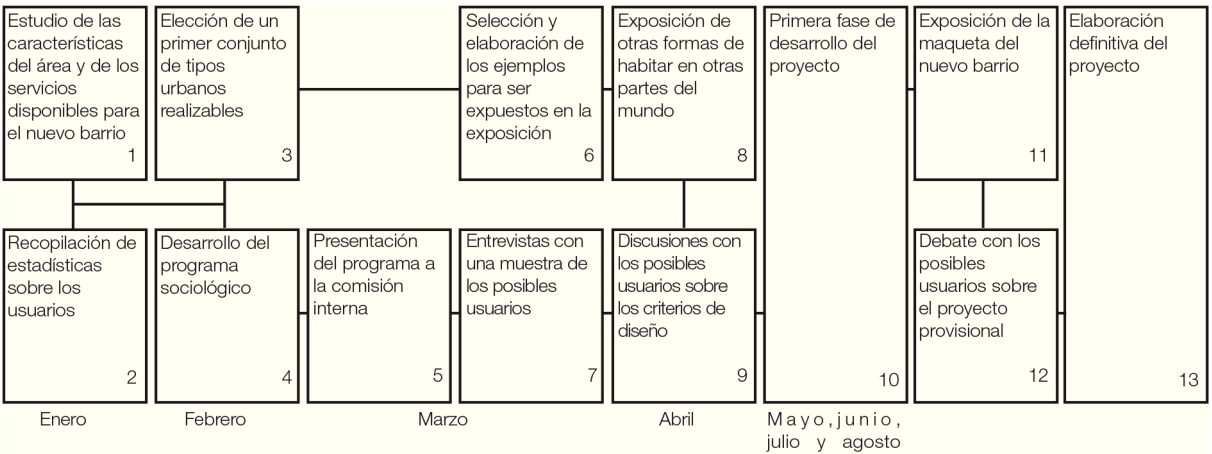 Estudio de las
características
del área y de los
servicios
disponibles para
el nuevo barrio
1
Recopilación de
estadísticas
sobre los
usuarios
2
Elección de un
primer conjunto
de tipos
urbanos
realizables
3
Desarrollo del
programa
sociológico
4
Presentación
del programa a
la comisión
interna
5
Selección y
elaboración de
los ejemplos
para ser
expuestos en la
exposición
6
Entrevistas con
una muestra de
los posibles
usuarios
7
Exposición de
otras formas de
habitar en otras
partes del
mundo
8
Discusiones con
los posibles
usuarios sobre
los criterios de
diseño
9
Primera fase de
desarrollo del
proyecto
10
Exposición de la
maqueta del
nuevo barrio
11
Debate con los
posibles
usuarios sobre
el proyecto
provisional
12
Elaboración
definitiva del
proyecto
13
Enero
Febrero
Marzo
Abril
Mayo, junio,
julio y agosto